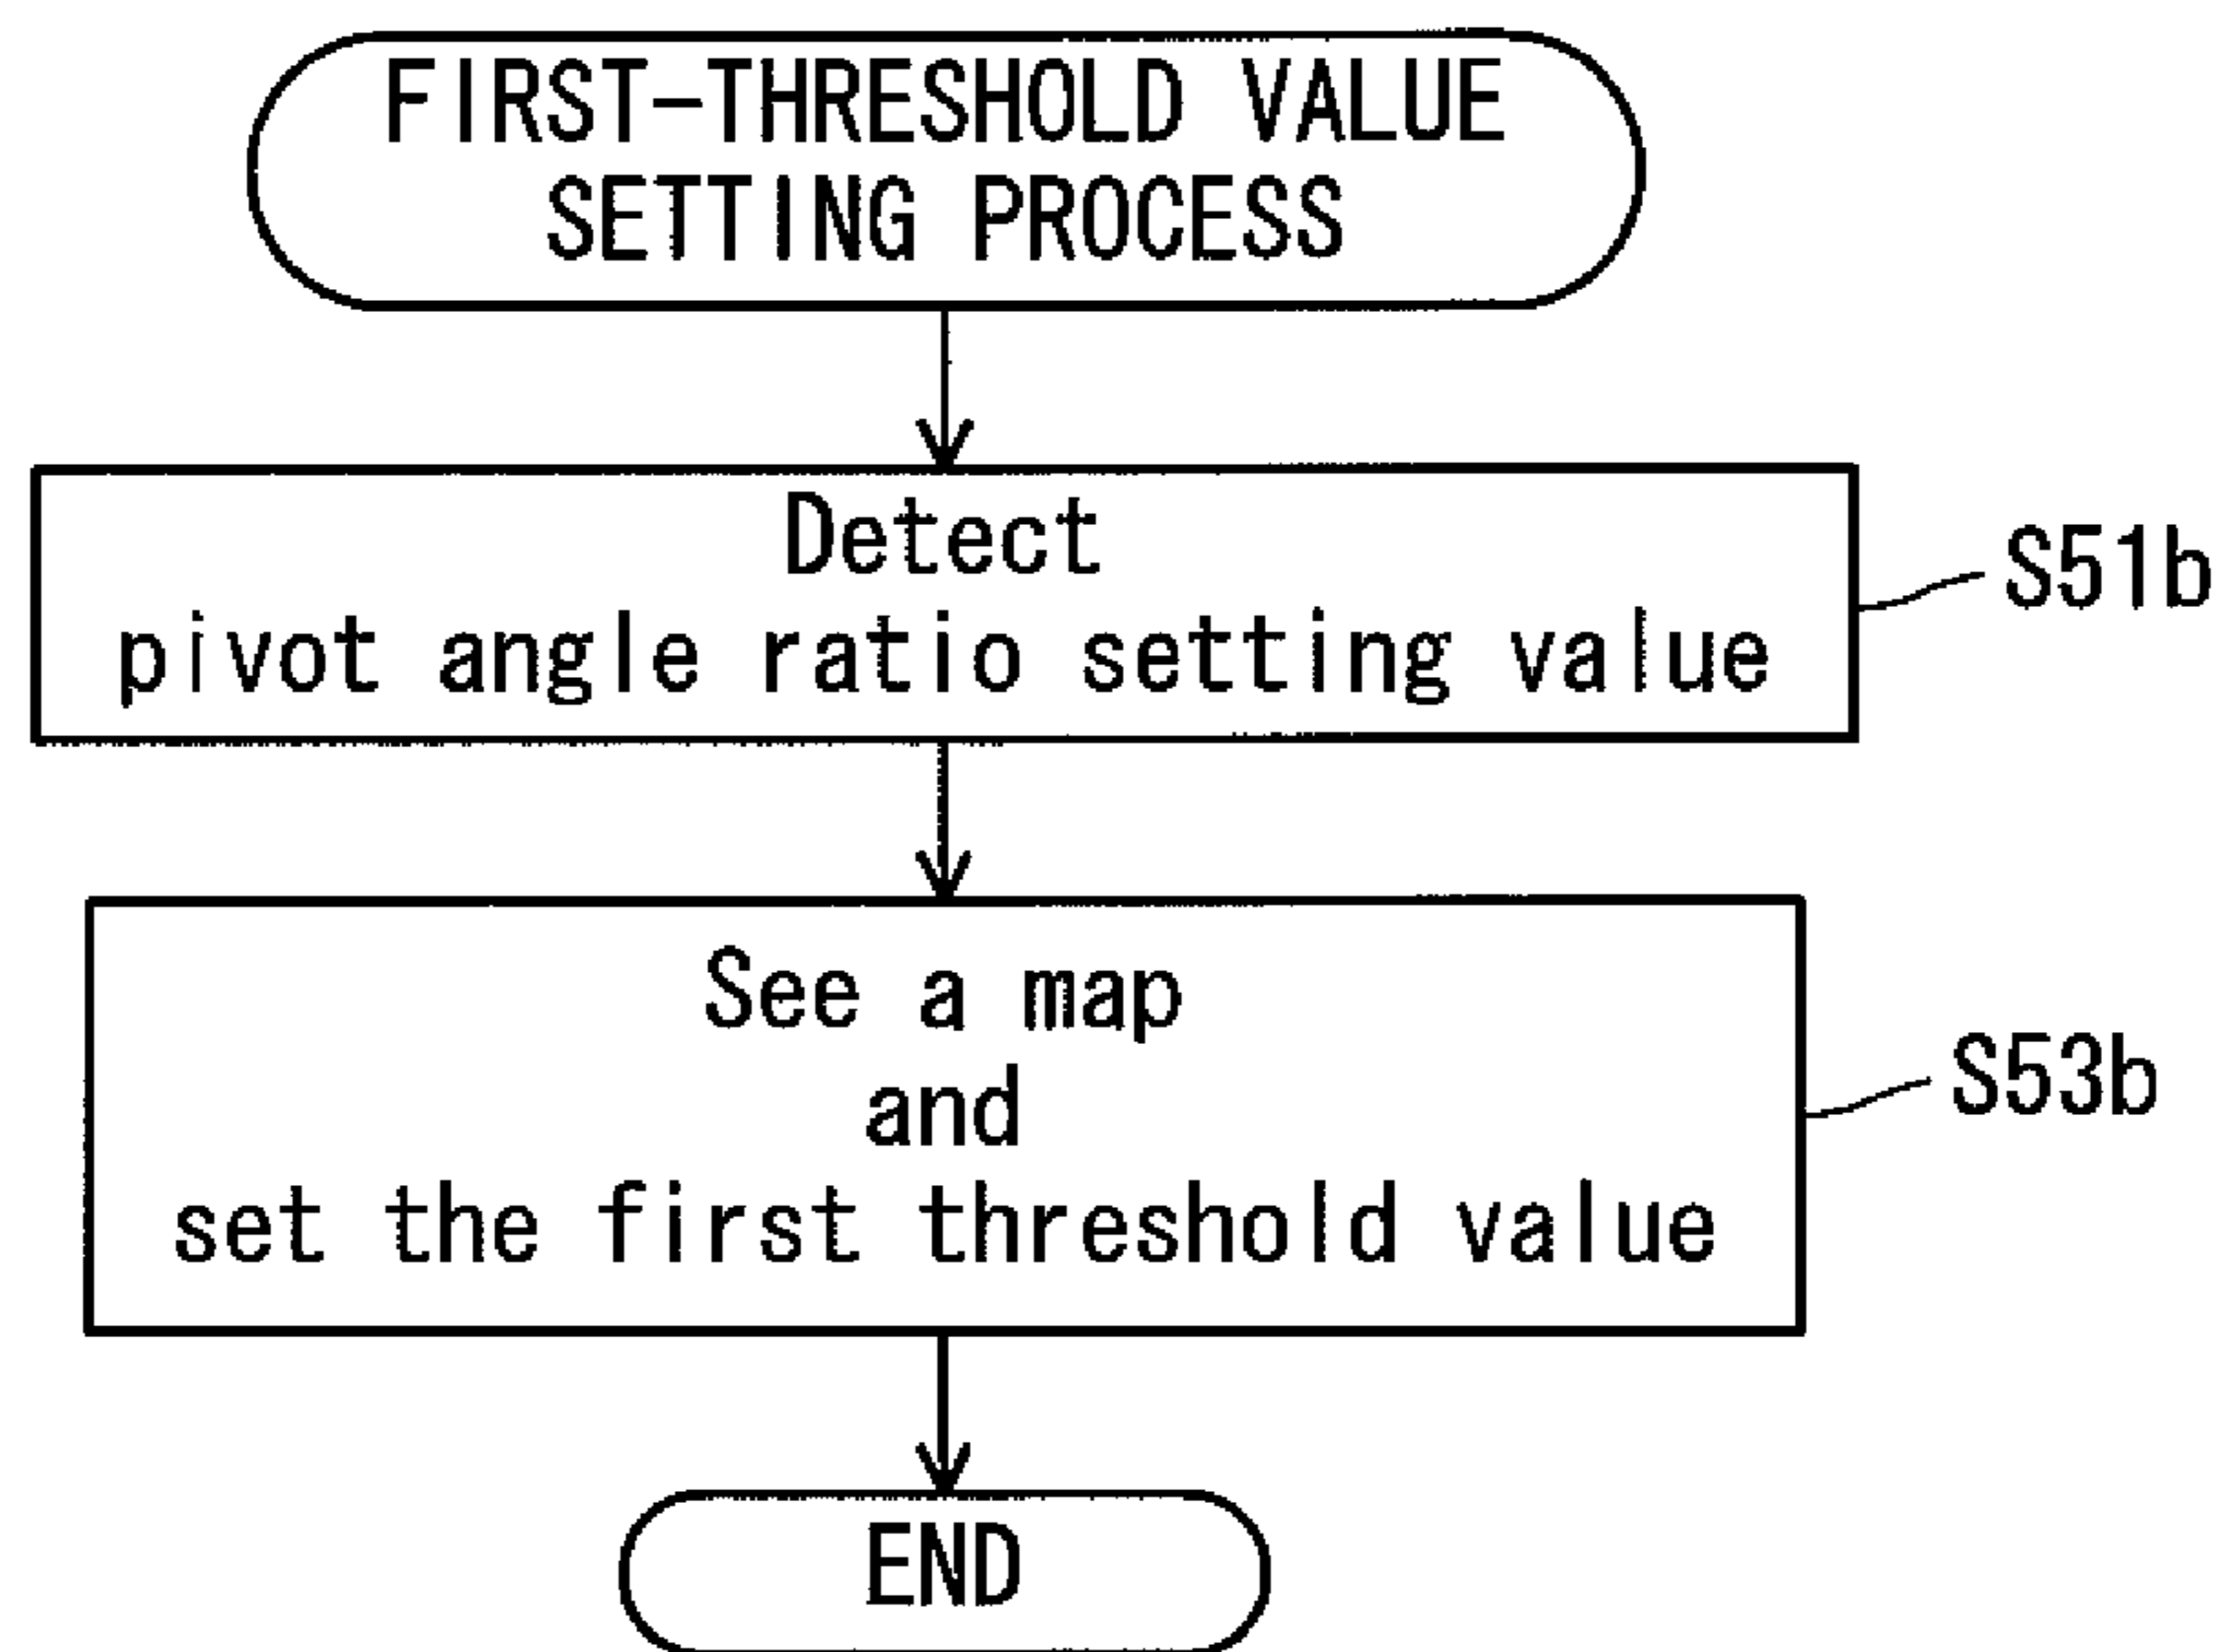 FIRST-THRESHOLD VALUE
SETTING PROCESS
Detect
pivot angle ratio setting value
S51b
See a map
and
set the first threshold value
S53b
END